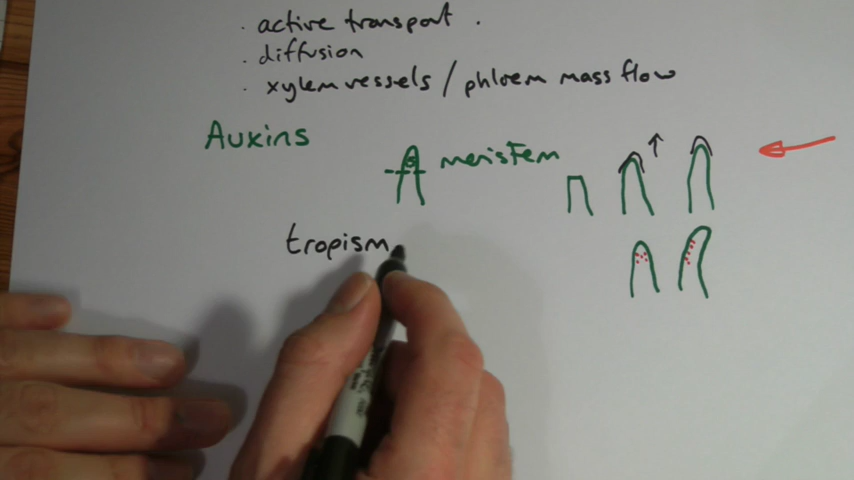 · active transport .
· diffusion
· xylem vessels / phloem mass flow
Auxins
meristem
tropism